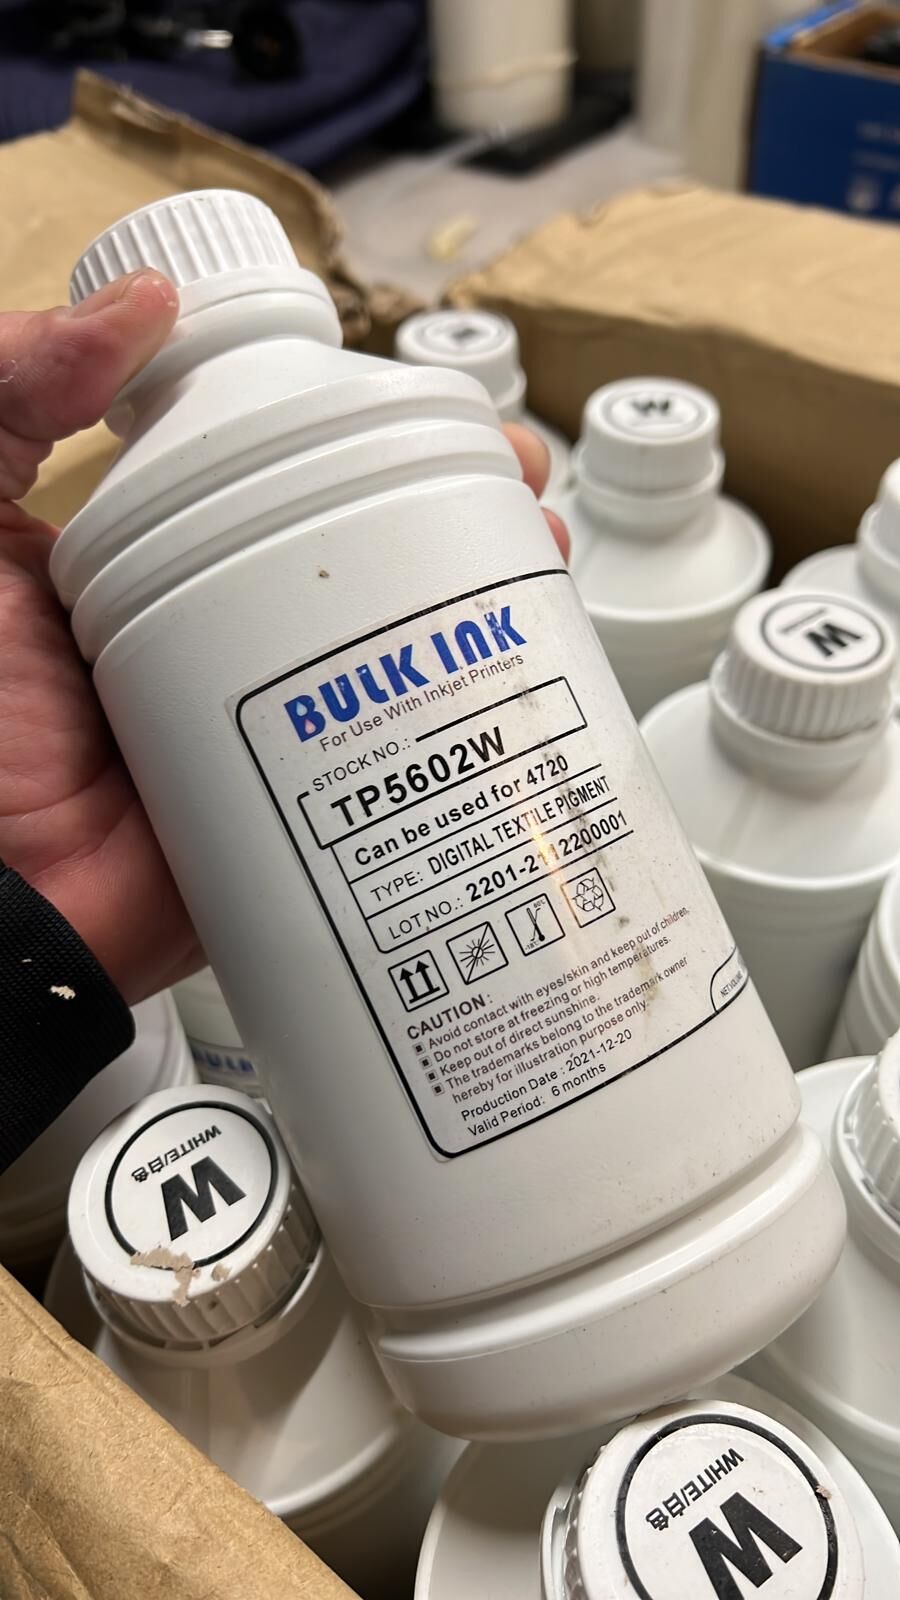 BULK INK
For Use With Inkjet Printers
STOCK NO.:
TP5602W
Can be used for 4720
TYPE: DIGITAL TEXTILE PIGMENT
LOT NO.: 2201-2112200001
CAUTION:
Avoid contact with eyes/skin and keep out of children,
Do not store at freezing or high temperatures.
Keep out of direct sunshine.
The trademarks belong to the trademark owner
hereby for illustration purpose only.
Production Date : 2021-12-20
Valid Period: 6 months
W
W
WHITE/白色
W
WHITE/白色
W